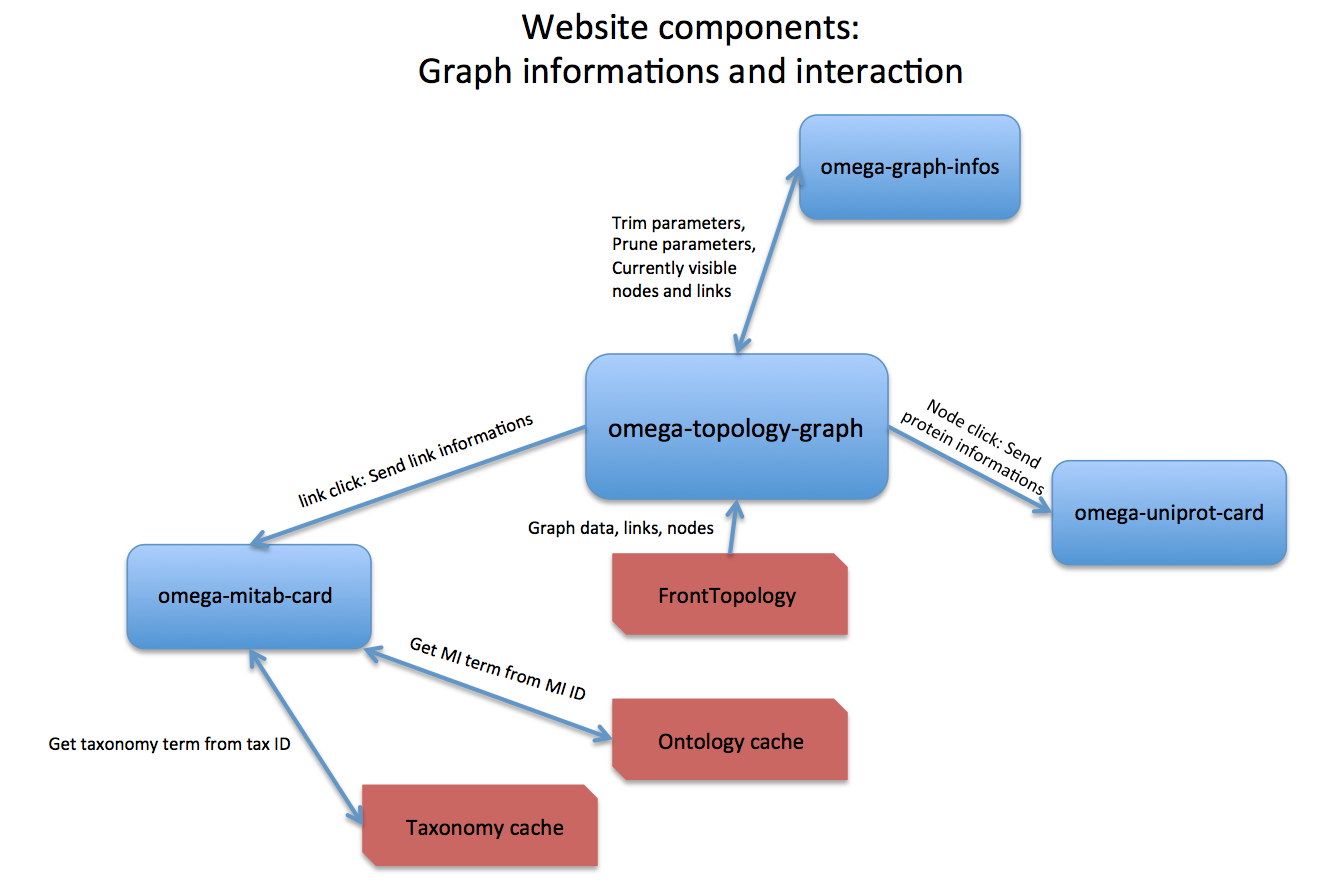 Website components:
Graph informations and interaction
omega-graph-infos
Trim parameters,
Prune parameters,
Currently visible
nodes and links
omega-topology-graph
link click: Send link informations
Node click: Send
protein informations
omega-uniprot-card
Graph data, links, nodes
omega-mitab-card
FrontTopology
Get MI term from MI ID
Ontology cache
Get taxonomy term from tax ID
Taxonomy cache